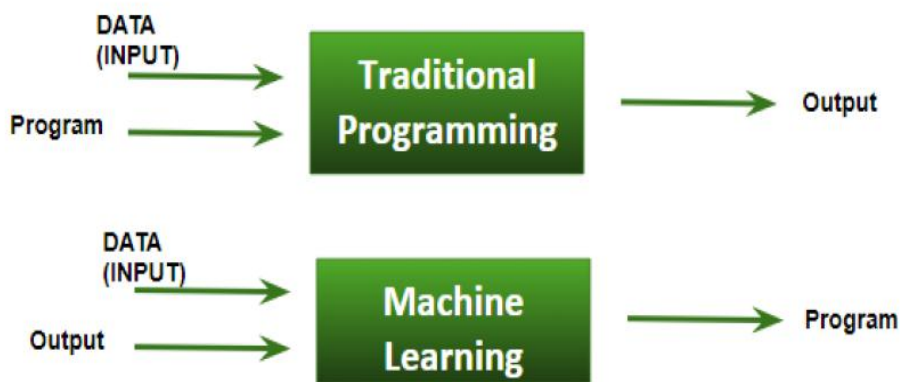 DATA
(INPUT)
Program
Traditional
Programming
Output
DATA
(INPUT)
Output
Machine
Learning
Program